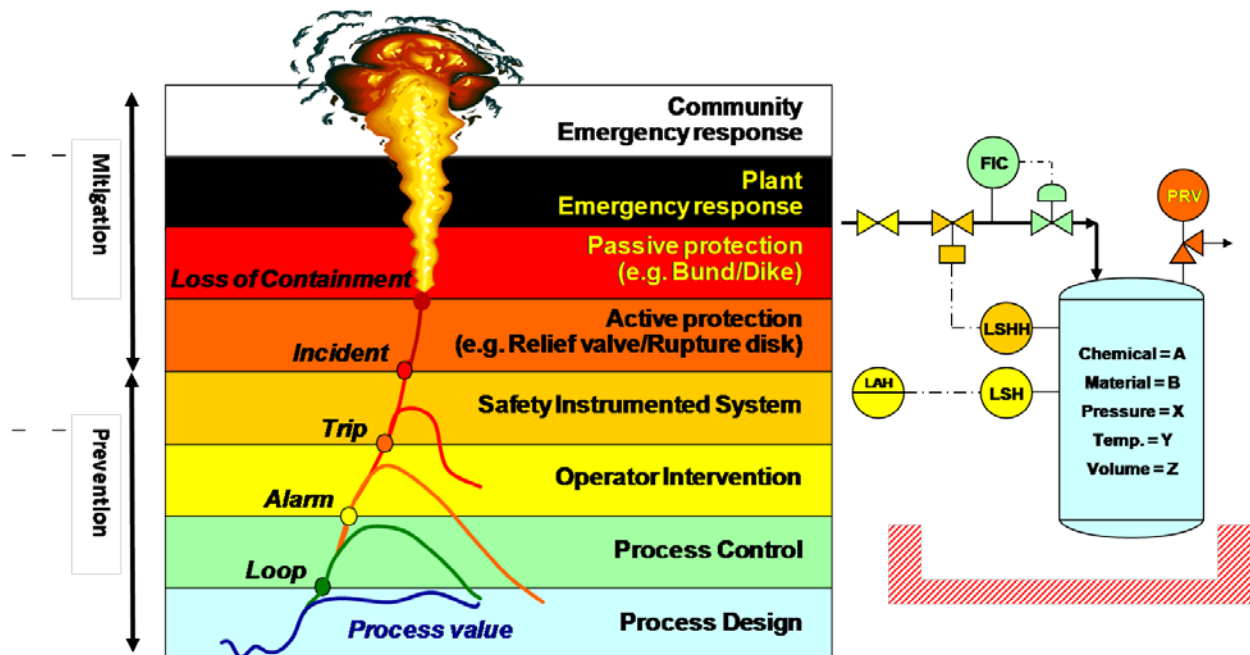 Mitigation
Prevention
Community
Emergency response
Plant
Emergency response
Passive protection
(e.g. Bund/Dike)
Loss of Containment
Active protection
(e.g. Relief valve/Rupture disk)
Incident
Safety Instrumented System
Trip
Operator Intervention
Alarm
Process Control
Loop
Process value
Process Design
FIC
PRV
LSHH
LAH
LSH
Chemical = A
Material = B
Pressure = X
Temp. = Y
Volume = Z